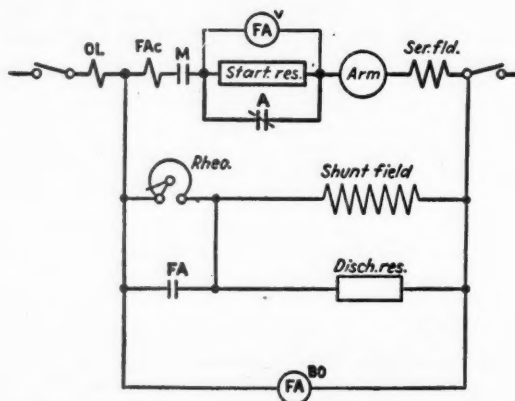 FA V
OL FAc M Start. res. Arm Ser. fld.
A
Rheo. Shunt field
FA Disch. res.
FA BO